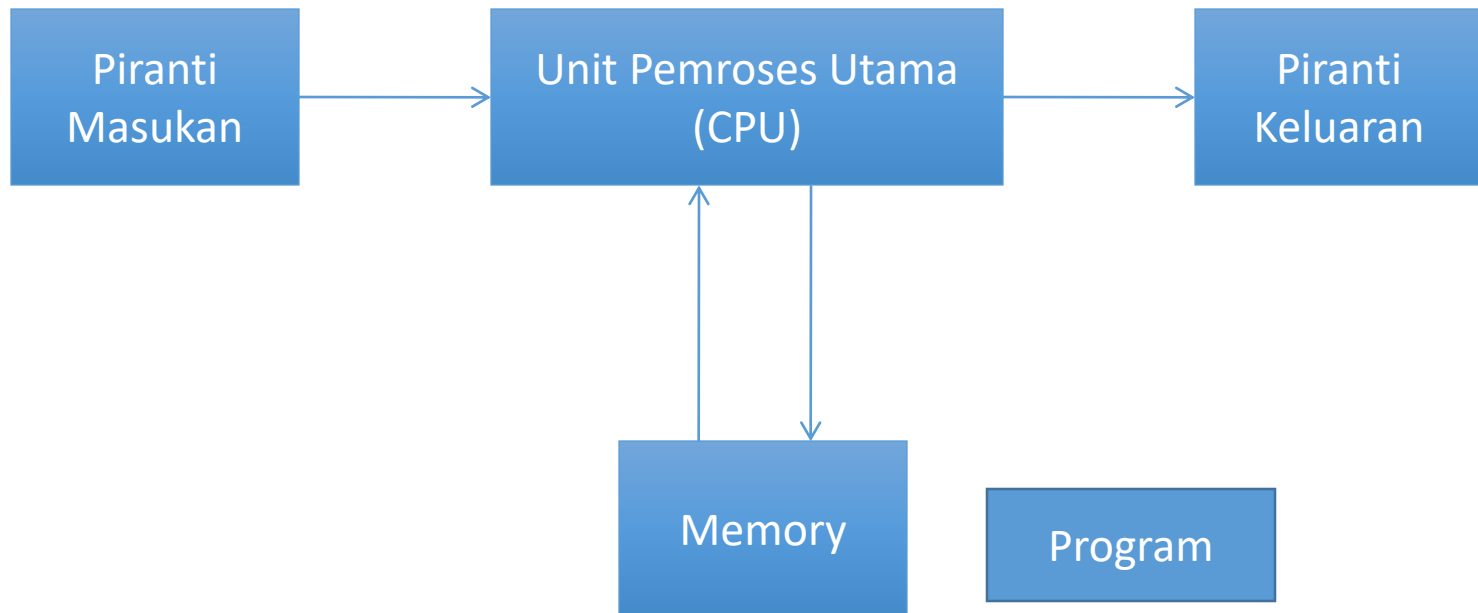 Piranti
Masukan
Unit Pemroses Utama
(CPU)
Piranti
Keluaran
Memory
Program